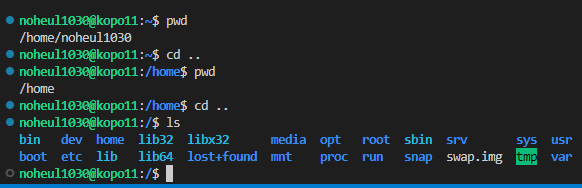 noheul1030@kopo11:~$ pwd
/home/noheul1030
noheul1030@kopo11:~$ cd ..
noheul1030@kopo11:/home$ pwd
/home
noheul1030@kopo11:/home$ cd ..
noheul1030@kopo11:/$ ls
bin dev home lib32 libx32 media opt root sbin srv sys usr
boot etc lib lib64 lost+found mnt proc run snap swap.img tmp var
noheul1030@kopo11:/$